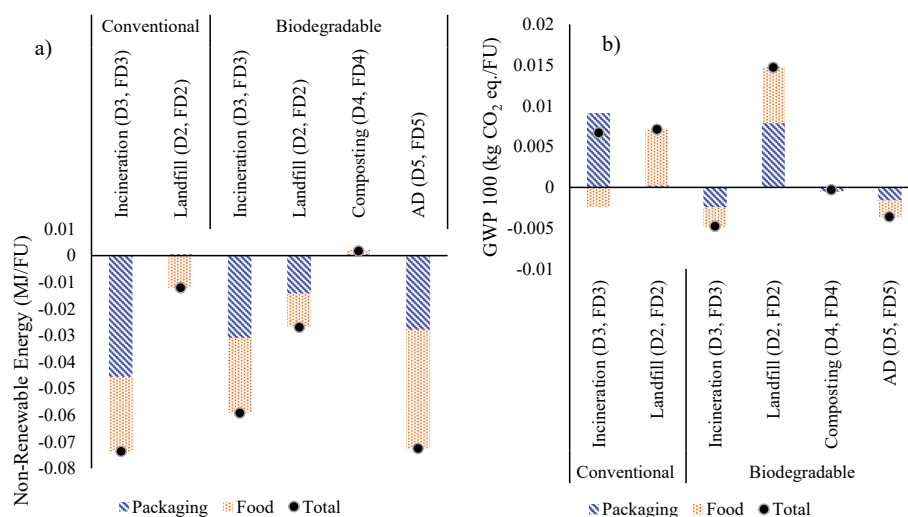 a)
Conventional
Biodegradable
Incineration (D3, FD3)
Landfill (D2, FD2)
Incineration (D3, FD3)
Landfill (D2, FD2)
Composting (D4, FD4)
AD (D5, FD5)
Non-Renewable Energy (MJ/FU)
0.01
0
-0.01
-0.02
-0.03
-0.04
-0.05
-0.06
-0.07
-0.08
Packaging
Food
Total
b)
GWP 100 (kg CO2 eq./FU)
0.02
0.015
0.01
0.005
0
-0.005
-0.01
Incineration (D3, FD3)
Landfill (D2, FD2)
Incineration (D3, FD3)
Landfill (D2, FD2)
Composting (D4, FD4)
AD (D5, FD5)
Conventional
Biodegradable
Packaging
Food
Total